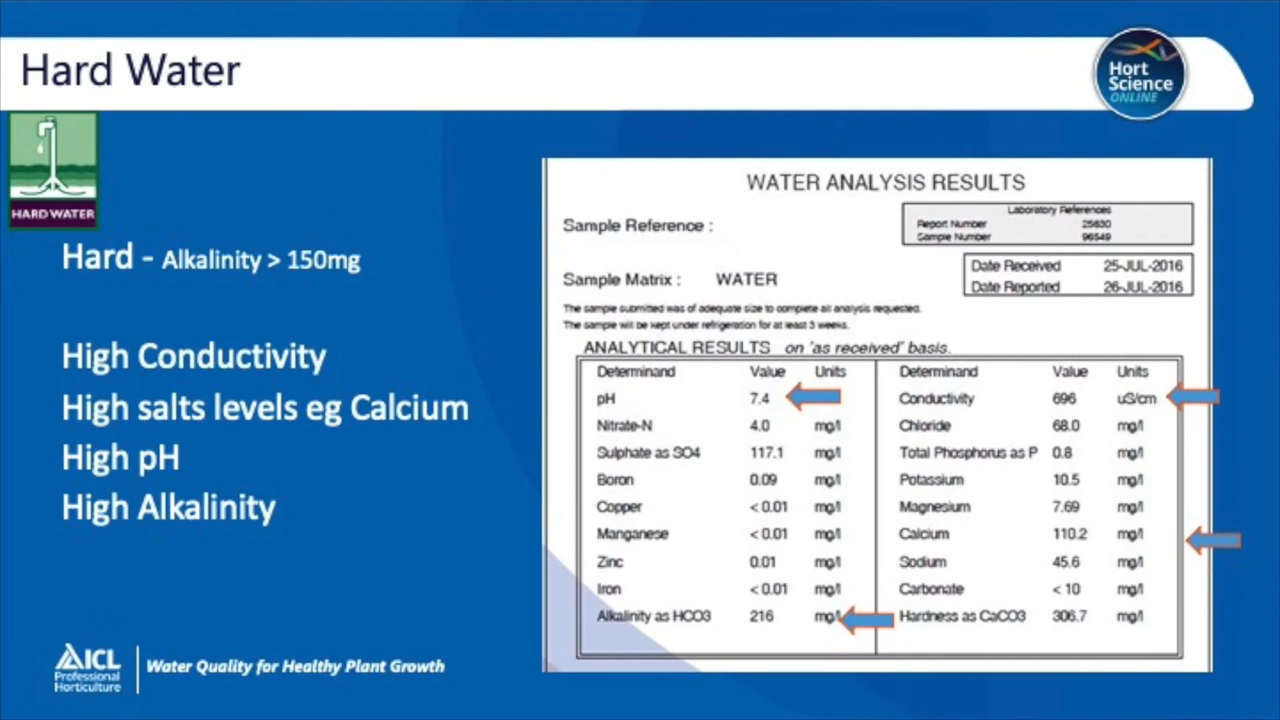 Hard Water
Hort
Science
ONLINE
HARD WATER
Hard - Alkalinity > 150mg
High Conductivity
High salts levels eg Calcium
High pH
High Alkalinity
ICL
Professional
Horticulture
Water Quality for Healthy Plant Growth
WATER ANALYSIS RESULTS
Sample Reference :
Laboratory References
Report Number 25630
Sample Number 96549
Sample Matrix : WATER
Date Received 25-JUL-2016
Date Reported 26-JUL-2016
The sample submitted was of adequate size to complete all analysis requested.
The sample will be kept under refrigeration for at least 3 weeks.
ANALYTICAL RESULTS on 'as received' basis.
Determinand Value Units Determinand Value Units
pH 7.4 Conductivity 696 uS/cm
Nitrate-N 4.0 mg/l Chloride 68.0 mg/l
Sulphate as SO4 117.1 mg/l Total Phosphorus as P 0.8 mg/l
Boron 0.09 mg/l Potassium 10.5 mg/l
Copper < 0.01 mg/l Magnesium 7.69 mg/l
Manganese < 0.01 mg/l Calcium 110.2 mg/l
Zinc 0.01 mg/l Sodium 45.6 mg/l
Iron < 0.01 mg/l Carbonate < 10 mg/l
Alkalinity as HCO3 216 mg/l Hardness as CaCO3 306.7 mg/l